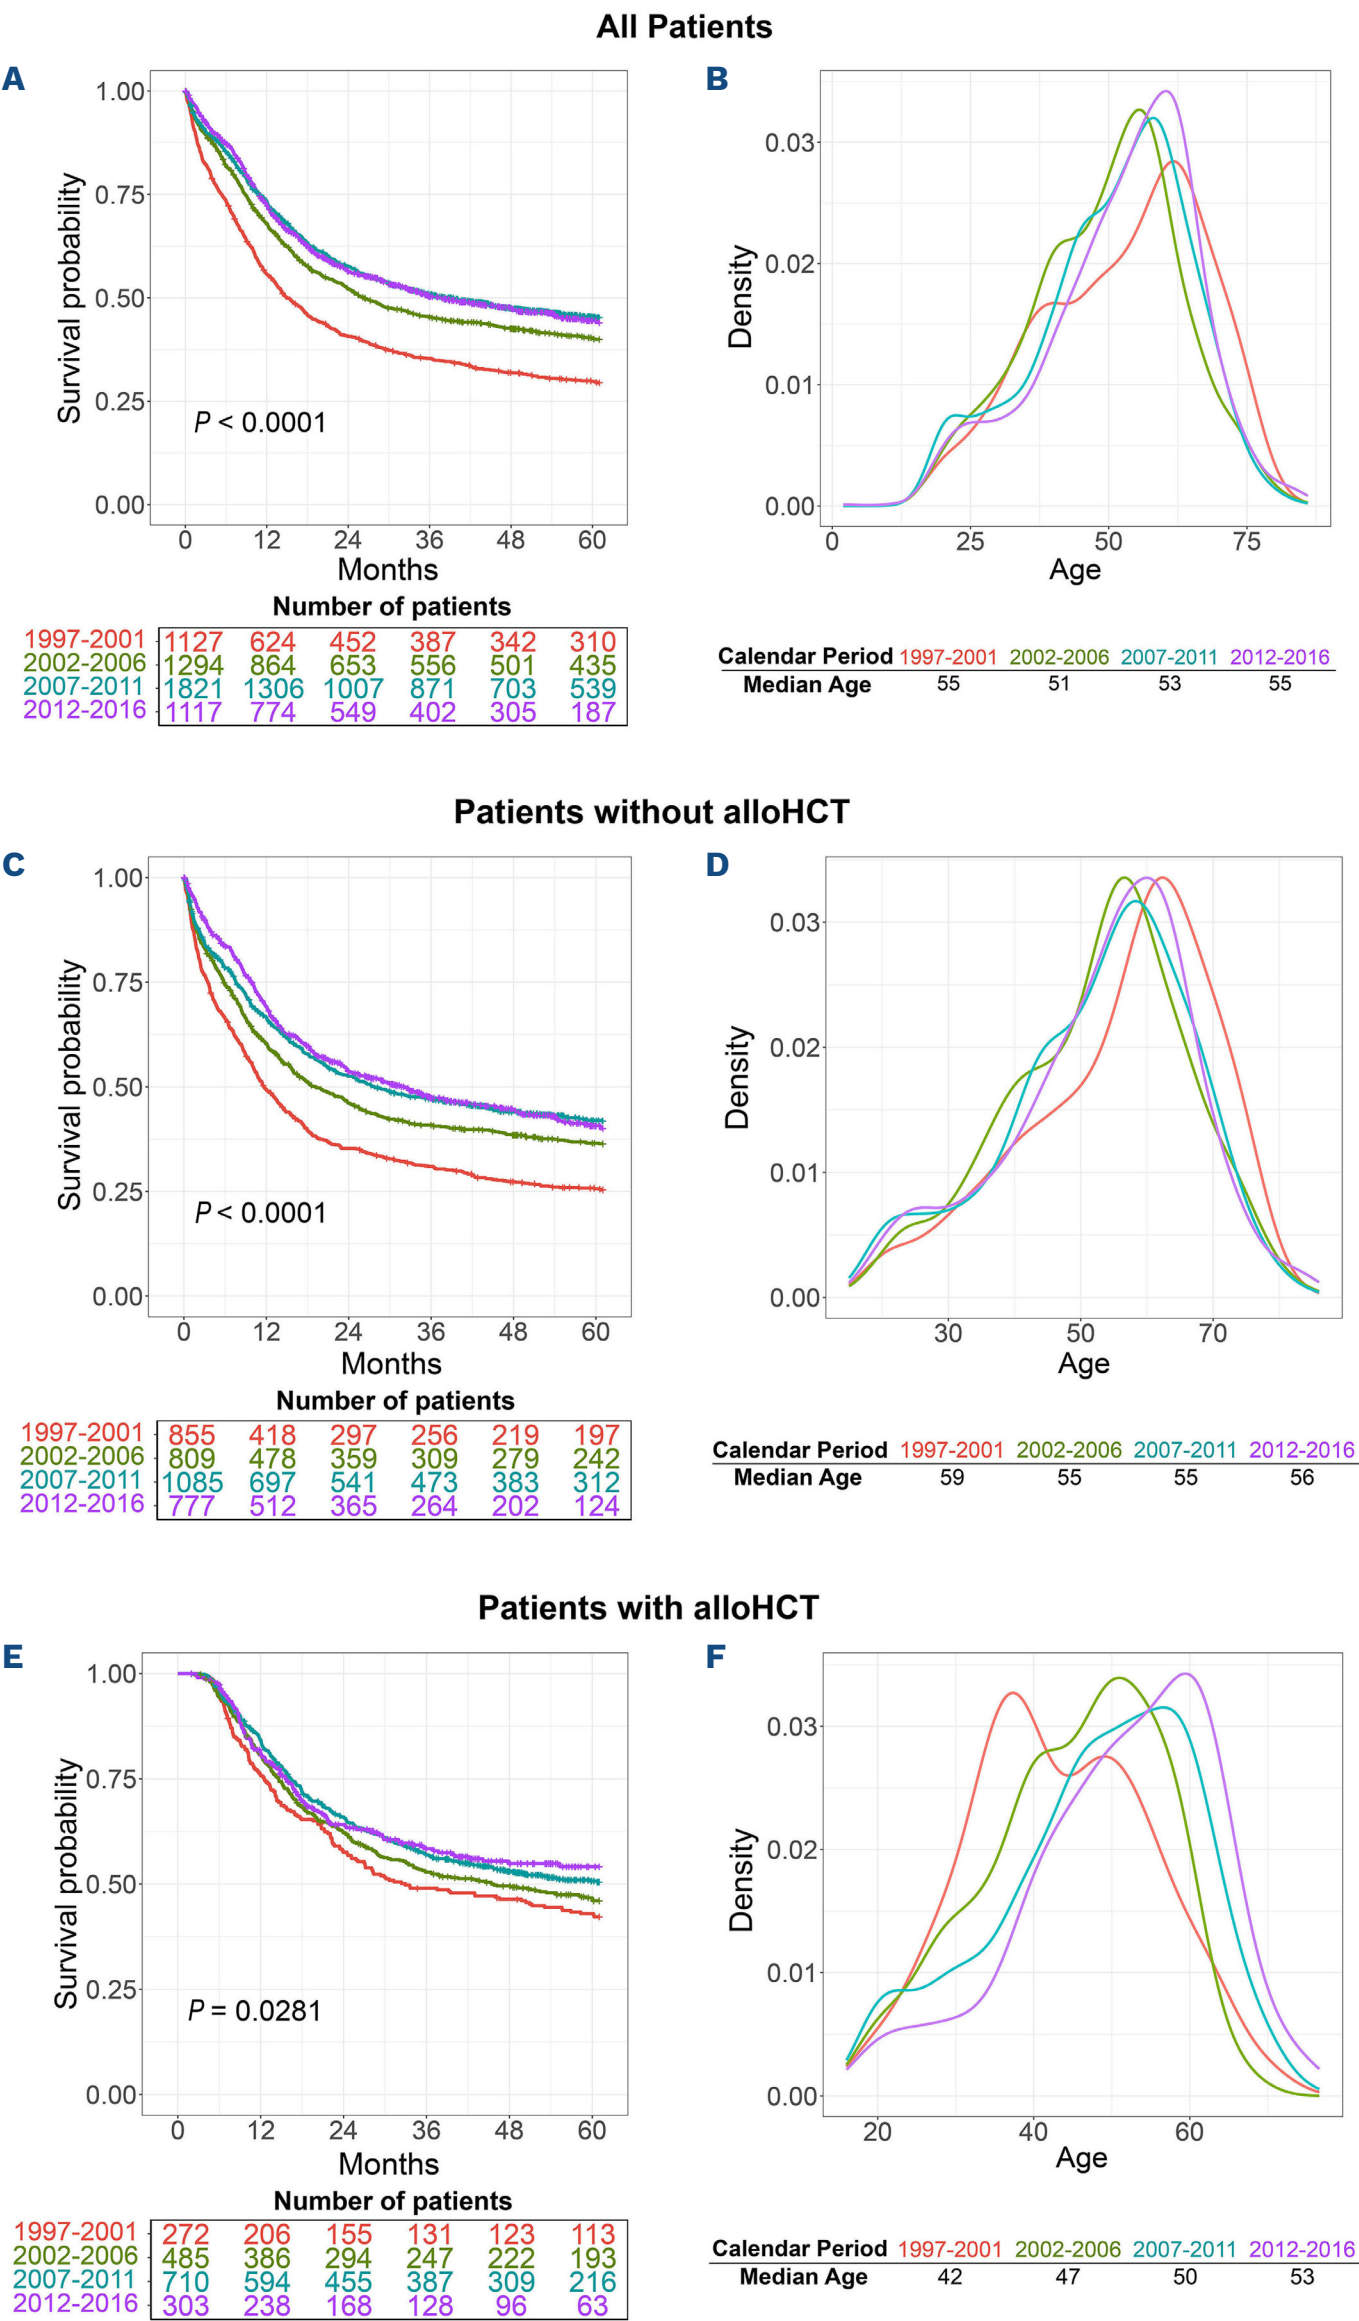 All Patients
A
B
Survival probability
1.00
0.75
0.50
0.25
0.00
P < 0.0001
0 12 24 36 48 60
Months
Number of patients
1997-2001 1127 624 452 387 342 310
2002-2006 1294 864 653 556 501 435
2007-2011 1821 1306 1007 871 703 539
2012-2016 1117 774 549 402 305 187
Density
0.03
0.02
0.01
0.00
0 25 50 75
Age
Calendar Period 1997-2001 2002-2006 2007-2011 2012-2016
Median Age 55 51 53 55
Patients without alloHCT
C
D
Survival probability
1.00
0.75
0.50
0.25
0.00
P < 0.0001
0 12 24 36 48 60
Months
Number of patients
1997-2001 855 418 297 256 219 197
2002-2006 809 478 359 309 279 242
2007-2011 1085 697 541 473 383 312
2012-2016 777 512 365 264 202 124
Density
0.03
0.02
0.01
0.00
30 50 70
Age
Calendar Period 1997-2001 2002-2006 2007-2011 2012-2016
Median Age 59 55 55 56
Patients with alloHCT
E
F
Survival probability
1.00
0.75
0.50
0.25
0.00
P = 0.0281
0 12 24 36 48 60
Months
Number of patients
1997-2001 272 206 155 131 123 113
2002-2006 485 386 294 247 222 193
2007-2011 710 594 455 387 309 216
2012-2016 303 238 168 128 96 63
Density
0.03
0.02
0.01
0.00
20 40 60
Age
Calendar Period 1997-2001 2002-2006 2007-2011 2012-2016
Median Age 42 47 50 53